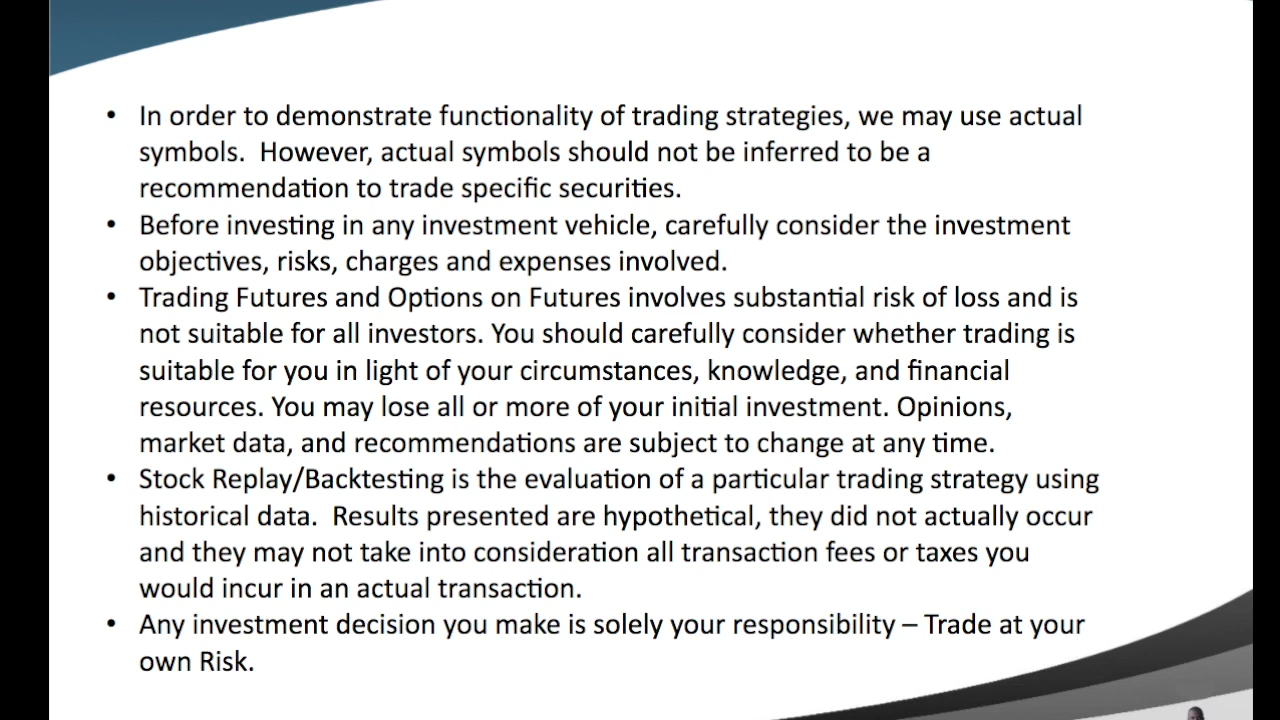 • In order to demonstrate functionality of trading strategies, we may use actual
symbols.  However, actual symbols should not be inferred to be a
recommendation to trade specific securities.
• Before investing in any investment vehicle, carefully consider the investment
objectives, risks, charges and expenses involved.
• Trading Futures and Options on Futures involves substantial risk of loss and is
not suitable for all investors. You should carefully consider whether trading is
suitable for you in light of your circumstances, knowledge, and financial
resources. You may lose all or more of your initial investment. Opinions,
market data, and recommendations are subject to change at any time.
• Stock Replay/Backtesting is the evaluation of a particular trading strategy using
historical data.  Results presented are hypothetical, they did not actually occur
and they may not take into consideration all transaction fees or taxes you
would incur in an actual transaction.
• Any investment decision you make is solely your responsibility – Trade at your
own Risk.